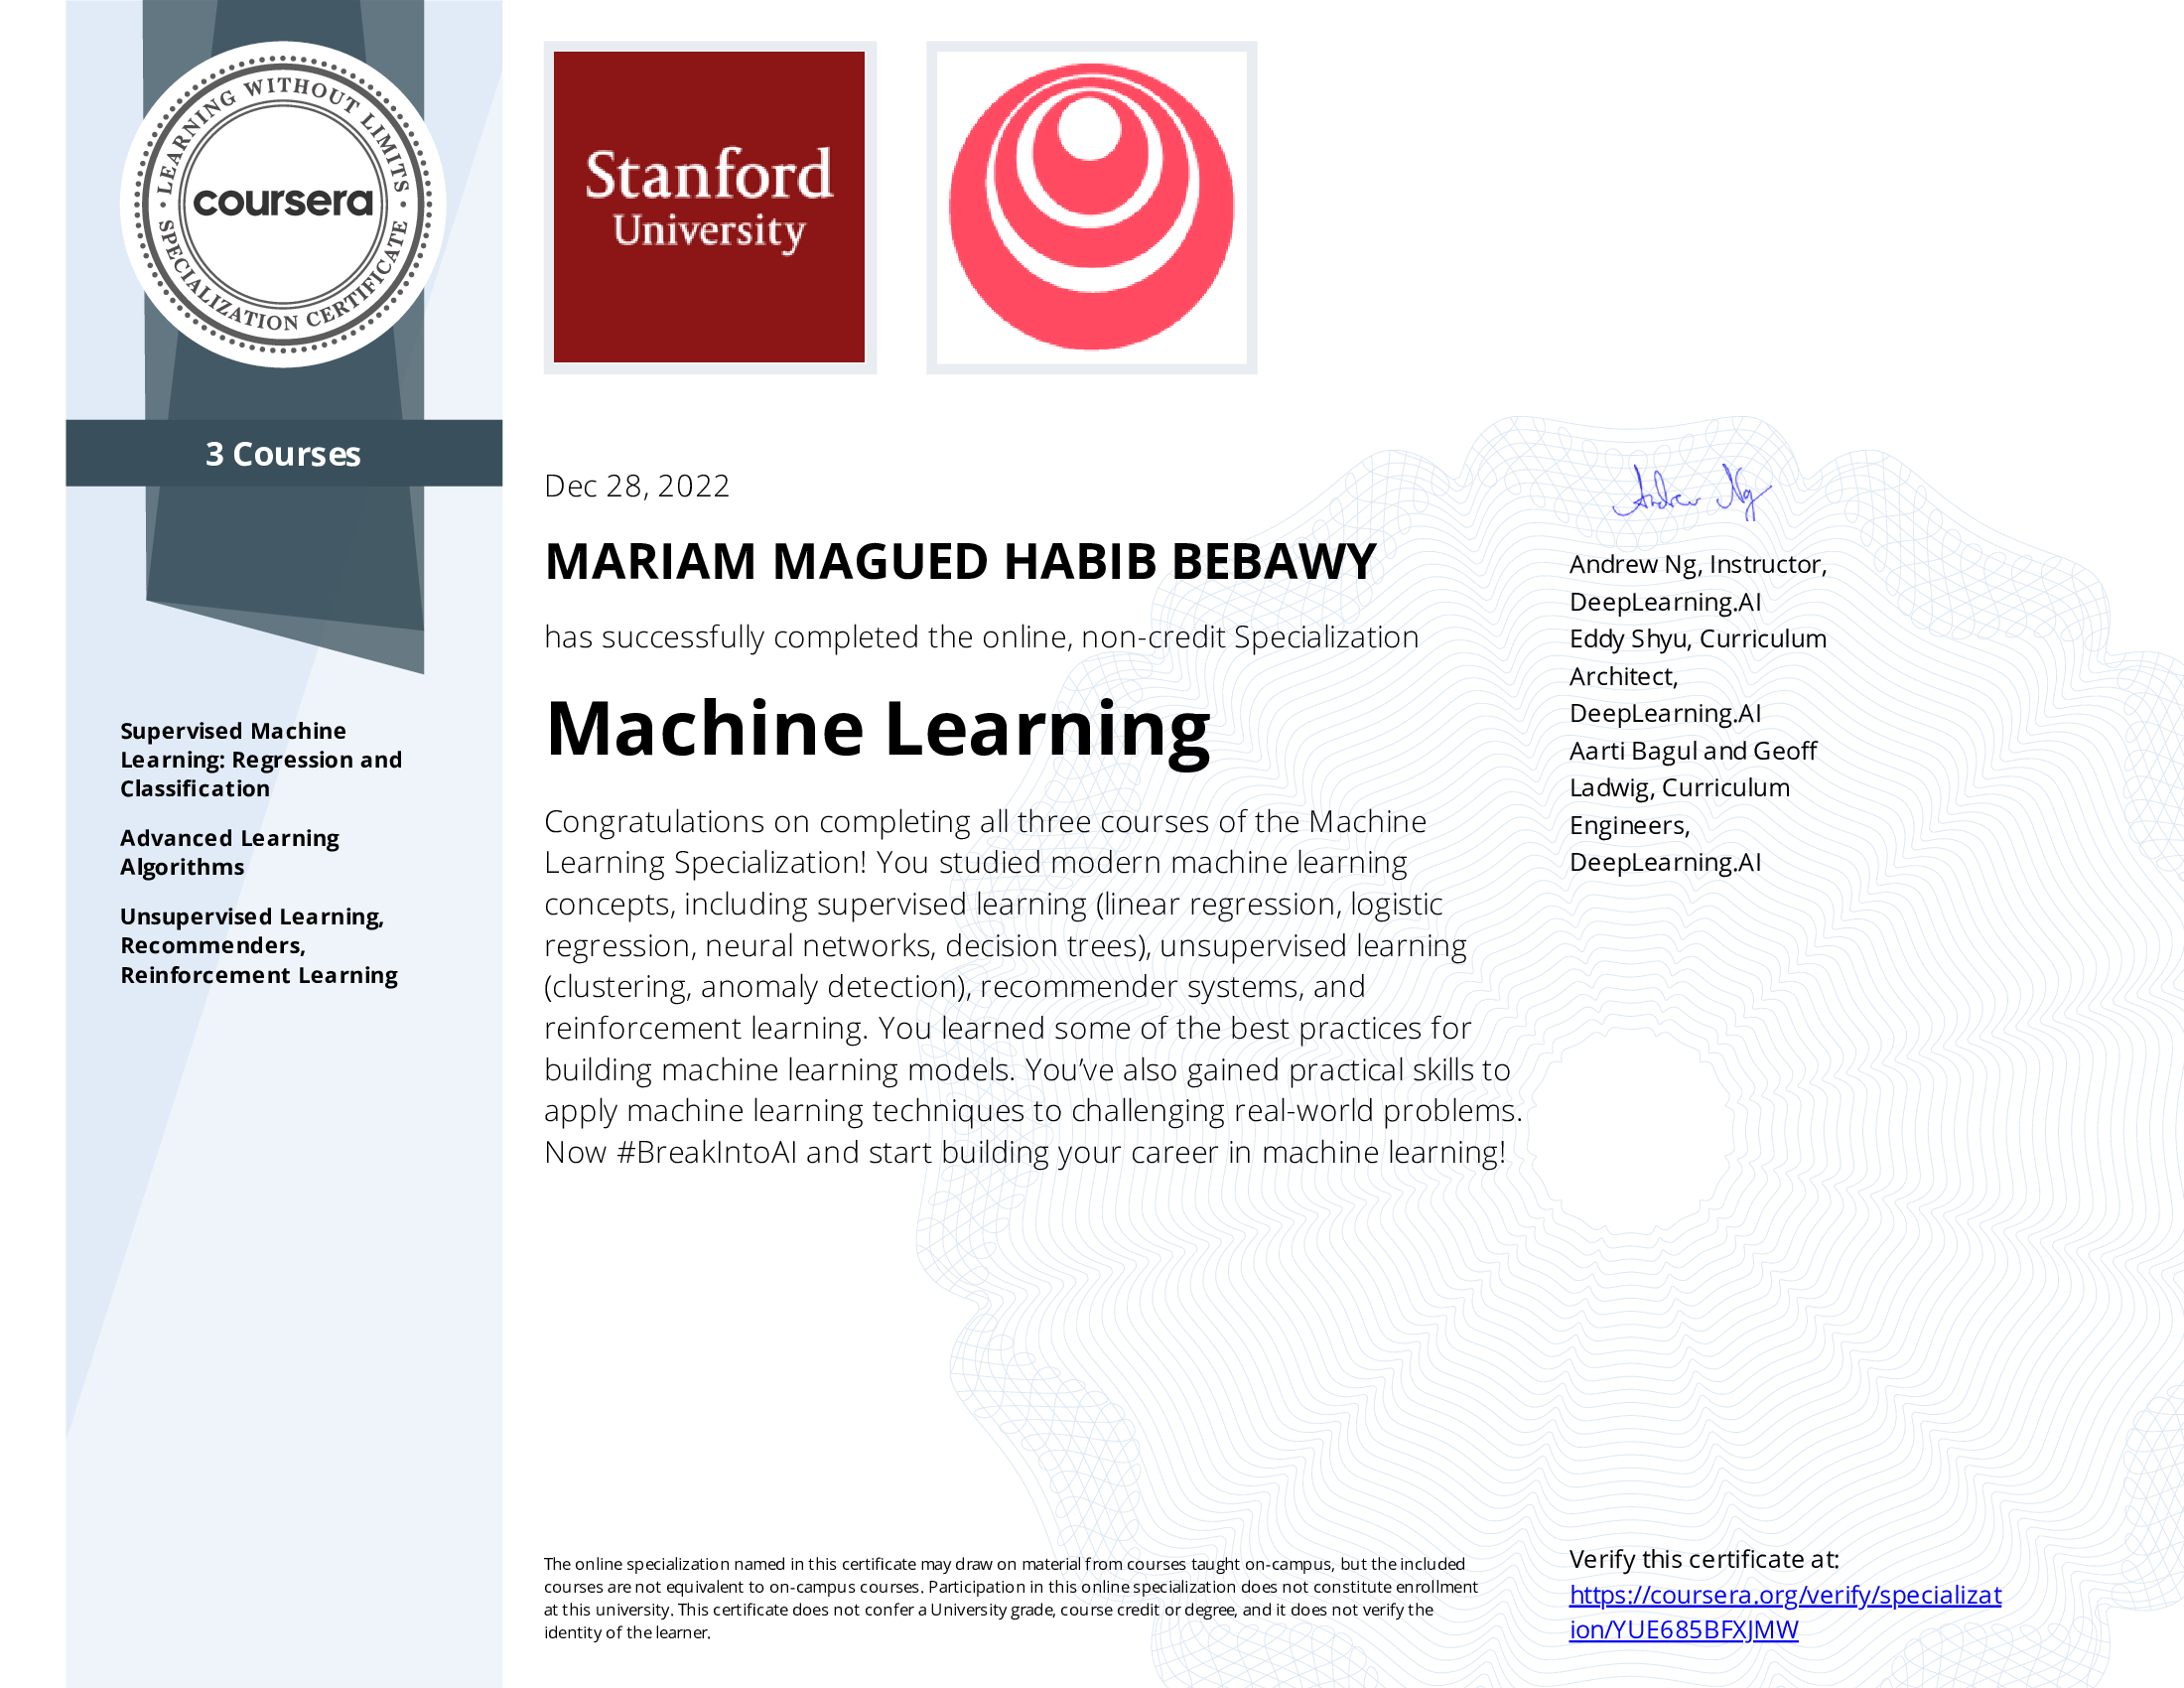 LEARNING WITHOUT LIMITS
coursera
SPECIALIZATION CERTIFICATE
3 Courses
Supervised Machine
Learning: Regression and
Classification
Advanced Learning
Algorithms
Unsupervised Learning,
Recommenders,
Reinforcement Learning
Stanford
University
Dec 28, 2022
MARIAM MAGUED HABIB BEBAWY
has successfully completed the online, non-credit Specialization
Machine Learning
Congratulations on completing all three courses of the Machine
Learning Specialization! You studied modern machine learning
concepts, including supervised learning (linear regression, logistic
regression, neural networks, decision trees), unsupervised learning
(clustering, anomaly detection), recommender systems, and
reinforcement learning. You learned some of the best practices for
building machine learning models. You’ve also gained practical skills to
apply machine learning techniques to challenging real-world problems.
Now #BreakIntoAI and start building your career in machine learning!
Andrew Ng
Andrew Ng, Instructor,
DeepLearning.AI
Eddy Shyu, Curriculum
Architect,
DeepLearning.AI
Aarti Bagul and Geoff
Ladwig, Curriculum
Engineers,
DeepLearning.AI
The online specialization named in this certificate may draw on material from courses taught on-campus, but the included
courses are not equivalent to on-campus courses. Participation in this online specialization does not constitute enrollment
at this university. This certificate does not confer a University grade, course credit or degree, and it does not verify the
identity of the learner.
Verify this certificate at:
https://coursera.org/verify/specializat
ion/YUE685BFXJMW